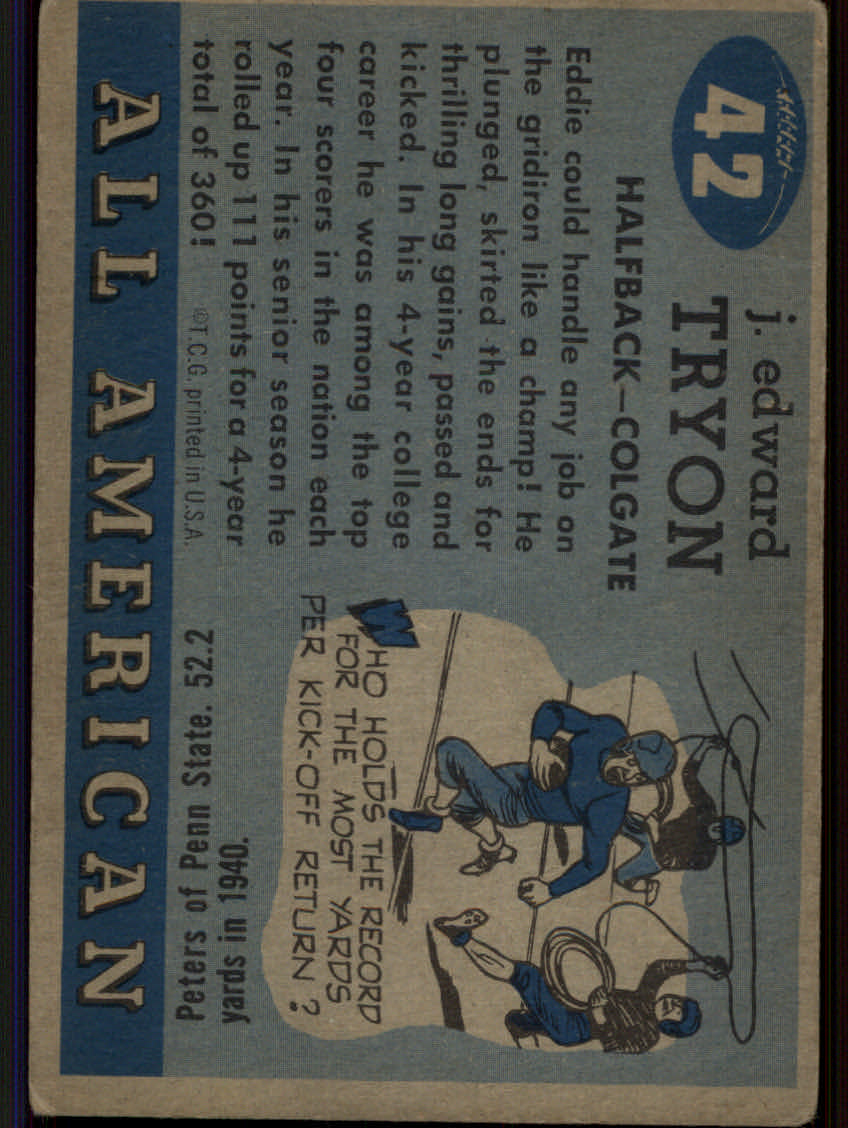 42
j. edward
TRYON
HALFBACK—COLGATE
Eddie could handle any job on
the gridiron like a champ! He
plunged, skirted the ends for
thrilling long gains, passed and
kicked. In his 4-year college
career he was among the top
four scorers in the nation each
year. In his senior season he
rolled up 111 points for a 4-year
total of 360!
©T.C.G. printed in U.S.A.
WHO HOLDS THE RECORD
FOR THE MOST YARDS
PER KICK-OFF RETURN?
Peters of Penn State. 52.2
yards in 1940.
ALL AMERICAN